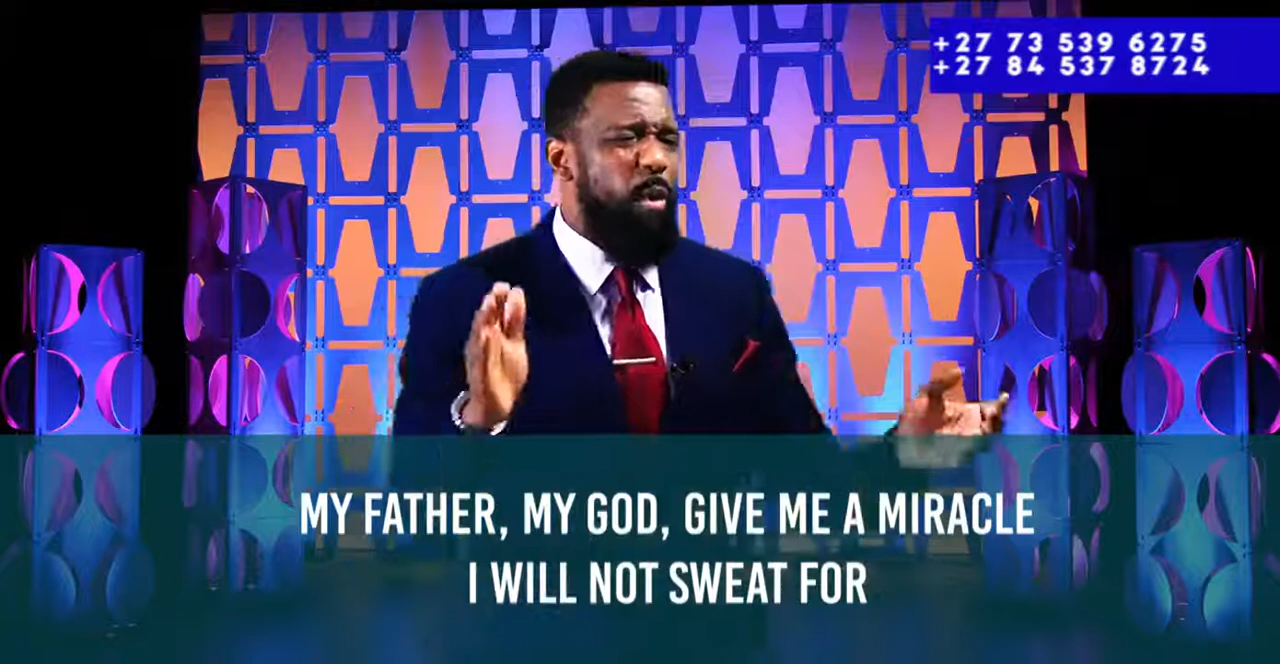 +27 73 539 6275
+27 84 537 8724
MY FATHER, MY GOD, GIVE ME A MIRACLE
I WILL NOT SWEAT FOR